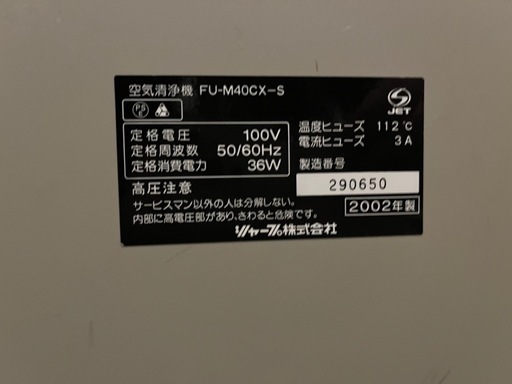 空気清浄機 FU-M40CX-S
PS
E
JET
定格電圧 100V
定格周波数 50/60Hz
定格消費電力 36W
温度ヒューズ 112℃
電流ヒューズ 3A
製造番号
290650
高圧注意
サービスマン以外の人は分解しない。
内部に高電圧部があり、さわると危険です。
2002年製
シャープ株式会社